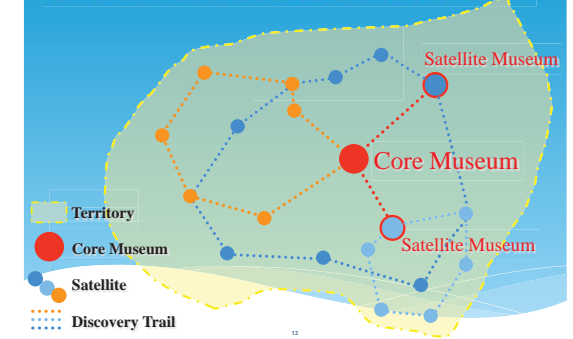 Satellite Museum
Core Museum
Satellite Museum
Territory
Core Museum
Satellite
Discovery Trail
12